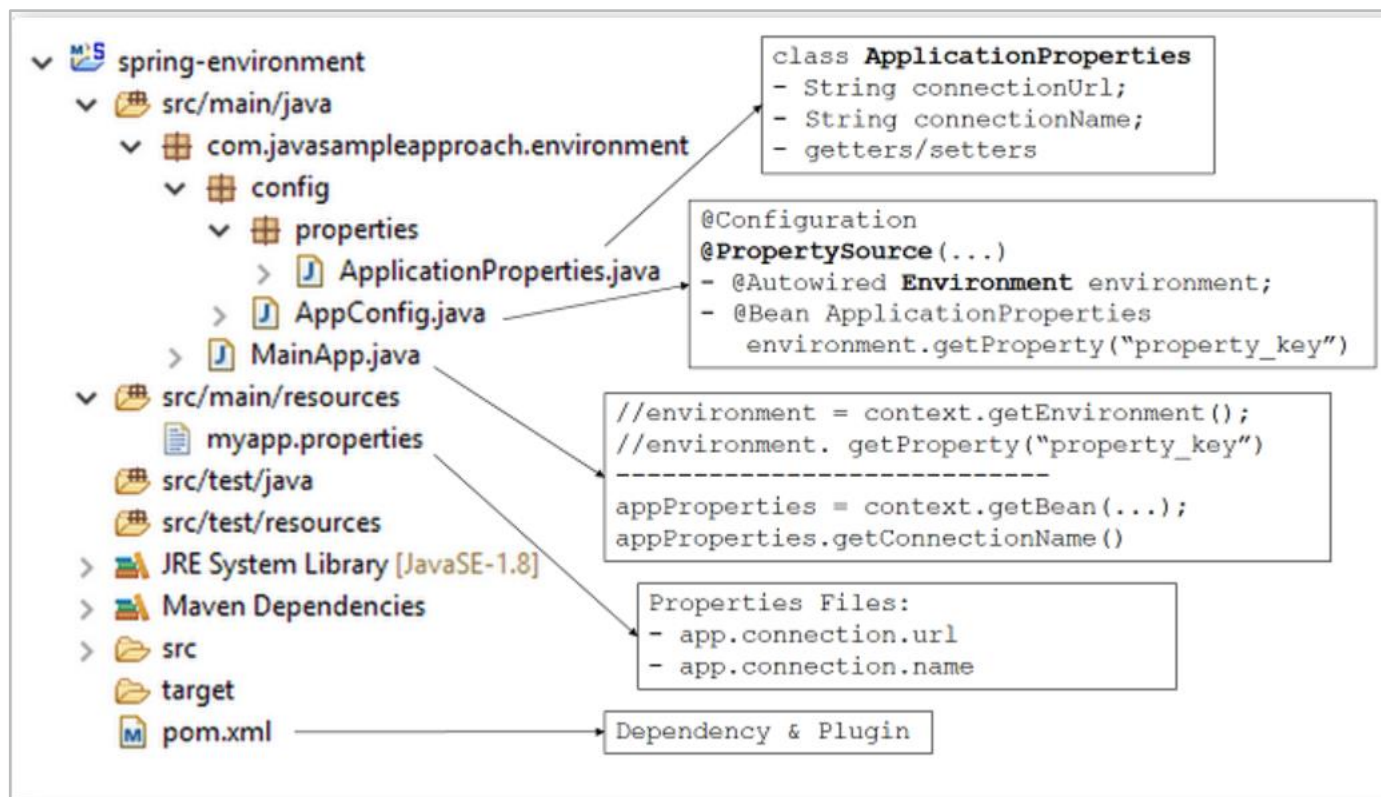 spring-environment
src/main/java
com.javasampleapproach.environment
config
properties
ApplicationProperties.java
AppConfig.java
MainApp.java
src/main/resources
myapp.properties
src/test/java
src/test/resources
JRE System Library [JavaSE-1.8]
Maven Dependencies
src
target
pom.xml
class ApplicationProperties
- String connectionUrl;
- String connectionName;
- getters/setters
@Configuration
@PropertySource(...)
- @Autowired Environment environment;
- @Bean ApplicationProperties
environment.getProperty(“property_key”)
//environment = context.getEnvironment();
//environment. getProperty(“property_key”)
----------------------------
appProperties = context.getBean(...);
appProperties.getConnectionName()
Properties Files:
- app.connection.url
- app.connection.name
Dependency & Plugin